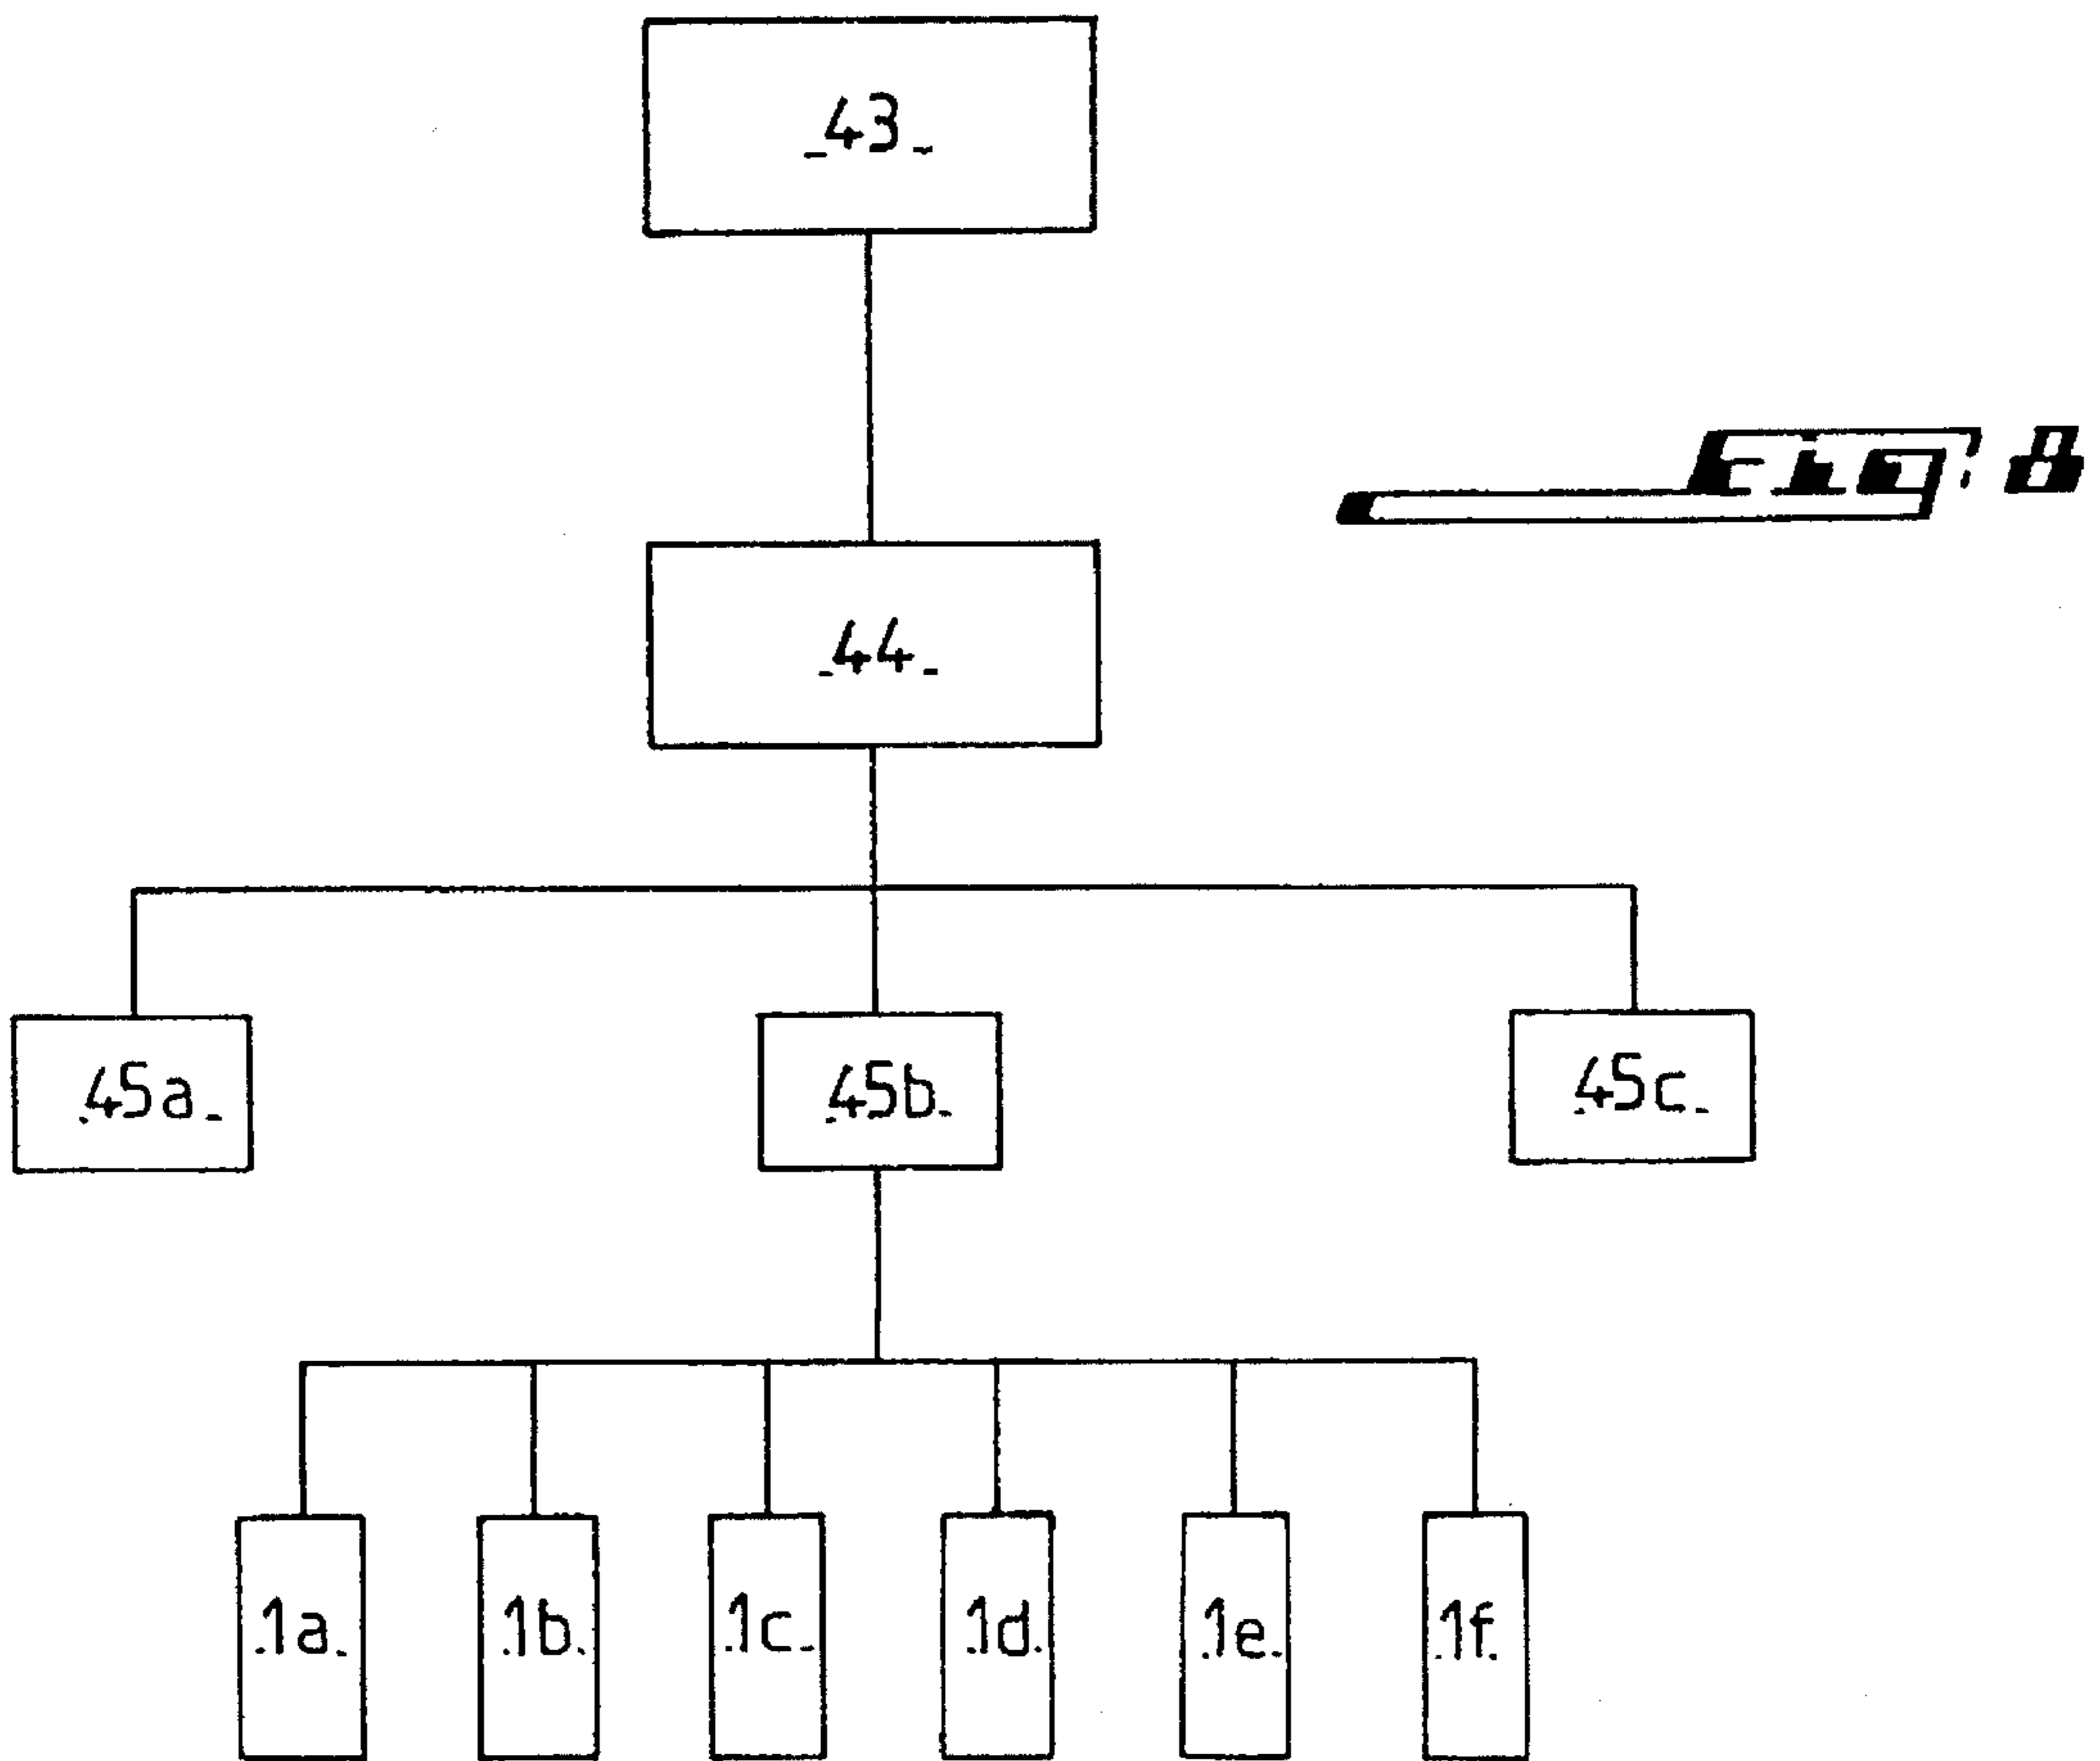 .43.
Fig. 8
.44.
.45a. .45b. .45c.
.1a. .1b. .1c. .1d. .1e. .1f.